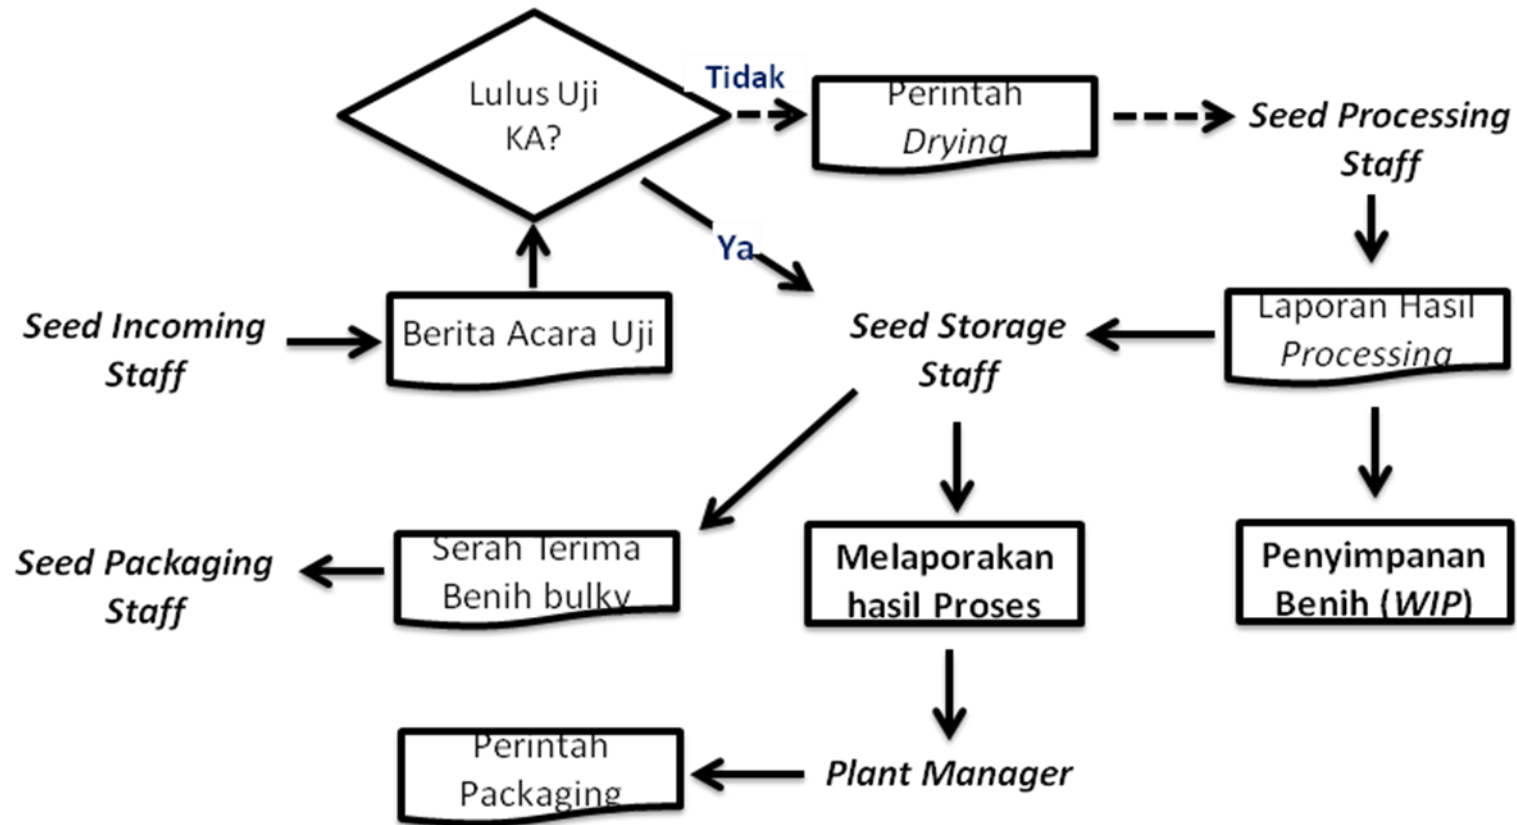 Lulus Uji
KA?
Tidak
Perintah
Drying
Seed Processing
Staff
Ya
Seed Incoming
Staff
Berita Acara Uji
Seed Storage
Staff
Laporan Hasil
Processing
Seed Packaging
Staff
Serah Terima
Benih bulky
Melaporakan
hasil Proses
Penyimpanan
Benih (WIP)
Perintah
Packaging
Plant Manager